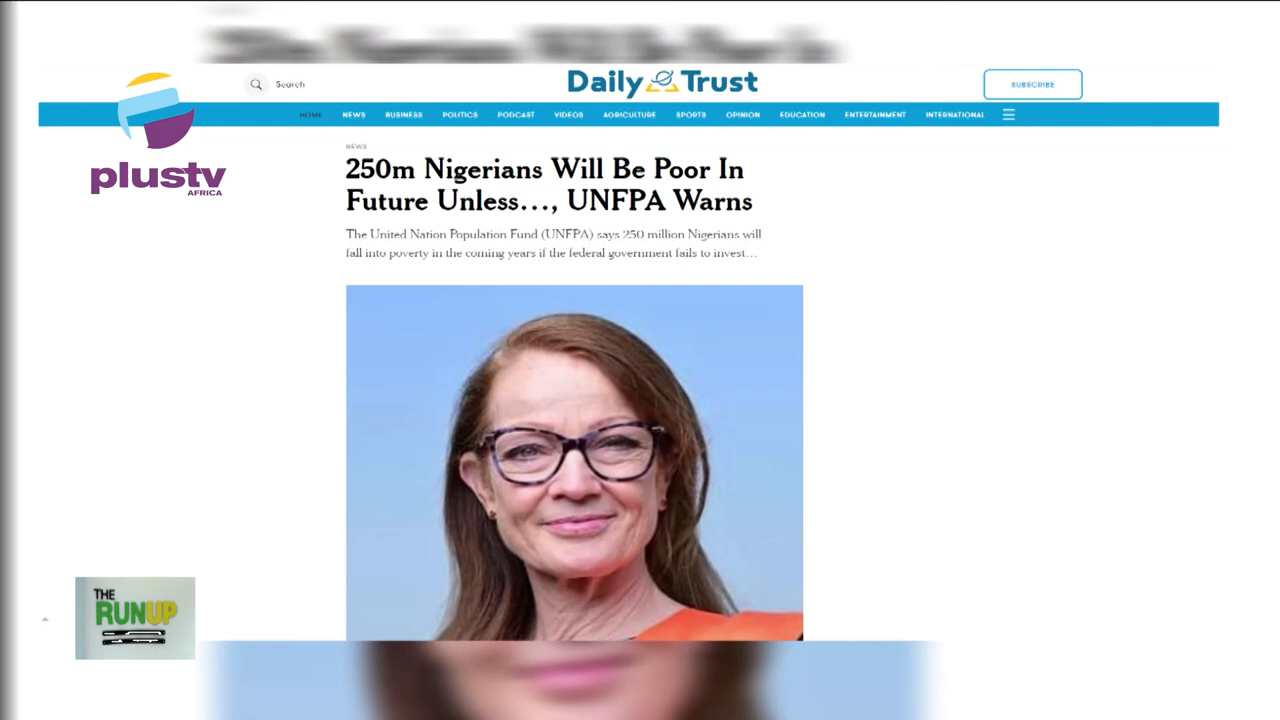 Search
Daily Trust
SUBSCRIBE
HOME NEWS BUSINESS POLITICS PODCAST VIDEOS AGRICULTURE SPORTS OPINION EDUCATION ENTERTAINMENT INTERNATIONAL
plustv
AFRICA
NEWS
250m Nigerians Will Be Poor In
Future Unless..., UNFPA Warns
The United Nation Population Fund (UNFPA) says 250 million Nigerians will
fall into poverty in the coming years if the federal government fails to invest...
THE
RUNUP